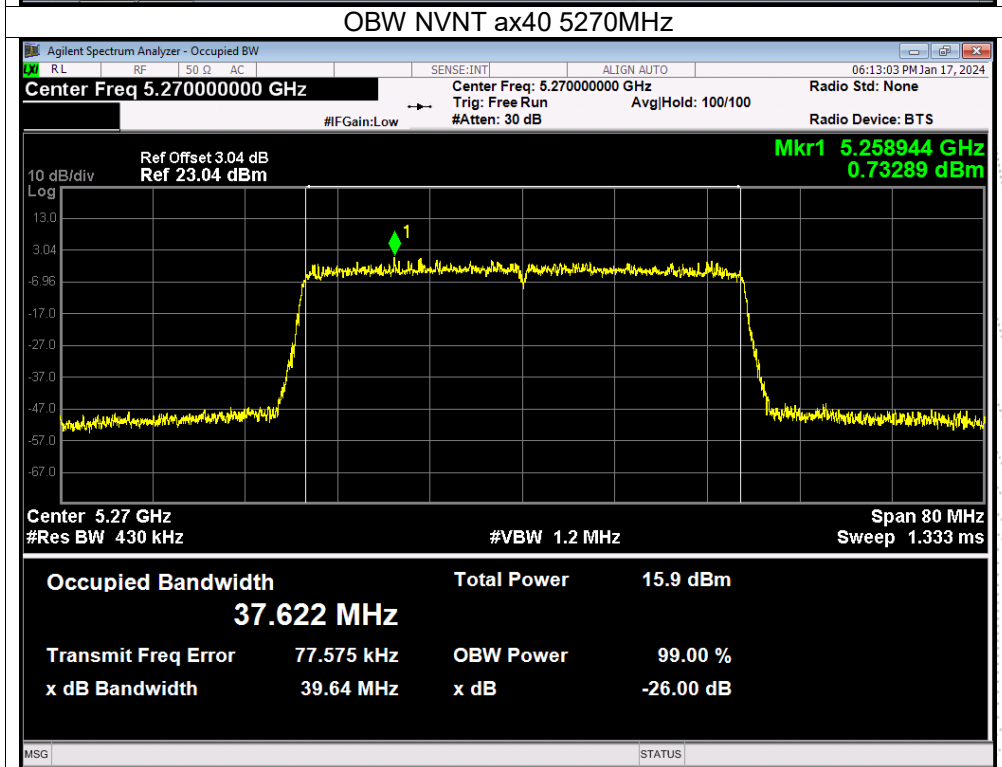 OBW NVNT ax40 5270MHz
Agilent Spectrum Analyzer - Occupied BW
LXI RL RF 50 Ω AC SENSE:INT ALIGN AUTO 06:13:03 PM Jan 17, 2024
Center Freq 5.270000000 GHz Center Freq: 5.270000000 GHz Radio Std: None
Trig: Free Run Avg|Hold: 100/100
#IFGain:Low #Atten: 30 dB Radio Device: BTS
Ref Offset 3.04 dB Mkr1 5.258944 GHz
10 dB/div Ref 23.04 dBm 0.73289 dBm
Log
13.0
1
3.04
-6.96
-17.0
-27.0
-37.0
-47.0
-57.0
-67.0
Center 5.27 GHz Span 80 MHz
#Res BW 430 kHz #VBW 1.2 MHz Sweep 1.333 ms
Occupied Bandwidth Total Power 15.9 dBm
37.622 MHz
Transmit Freq Error 77.575 kHz OBW Power 99.00 %
x dB Bandwidth 39.64 MHz x dB -26.00 dB
MSG STATUS